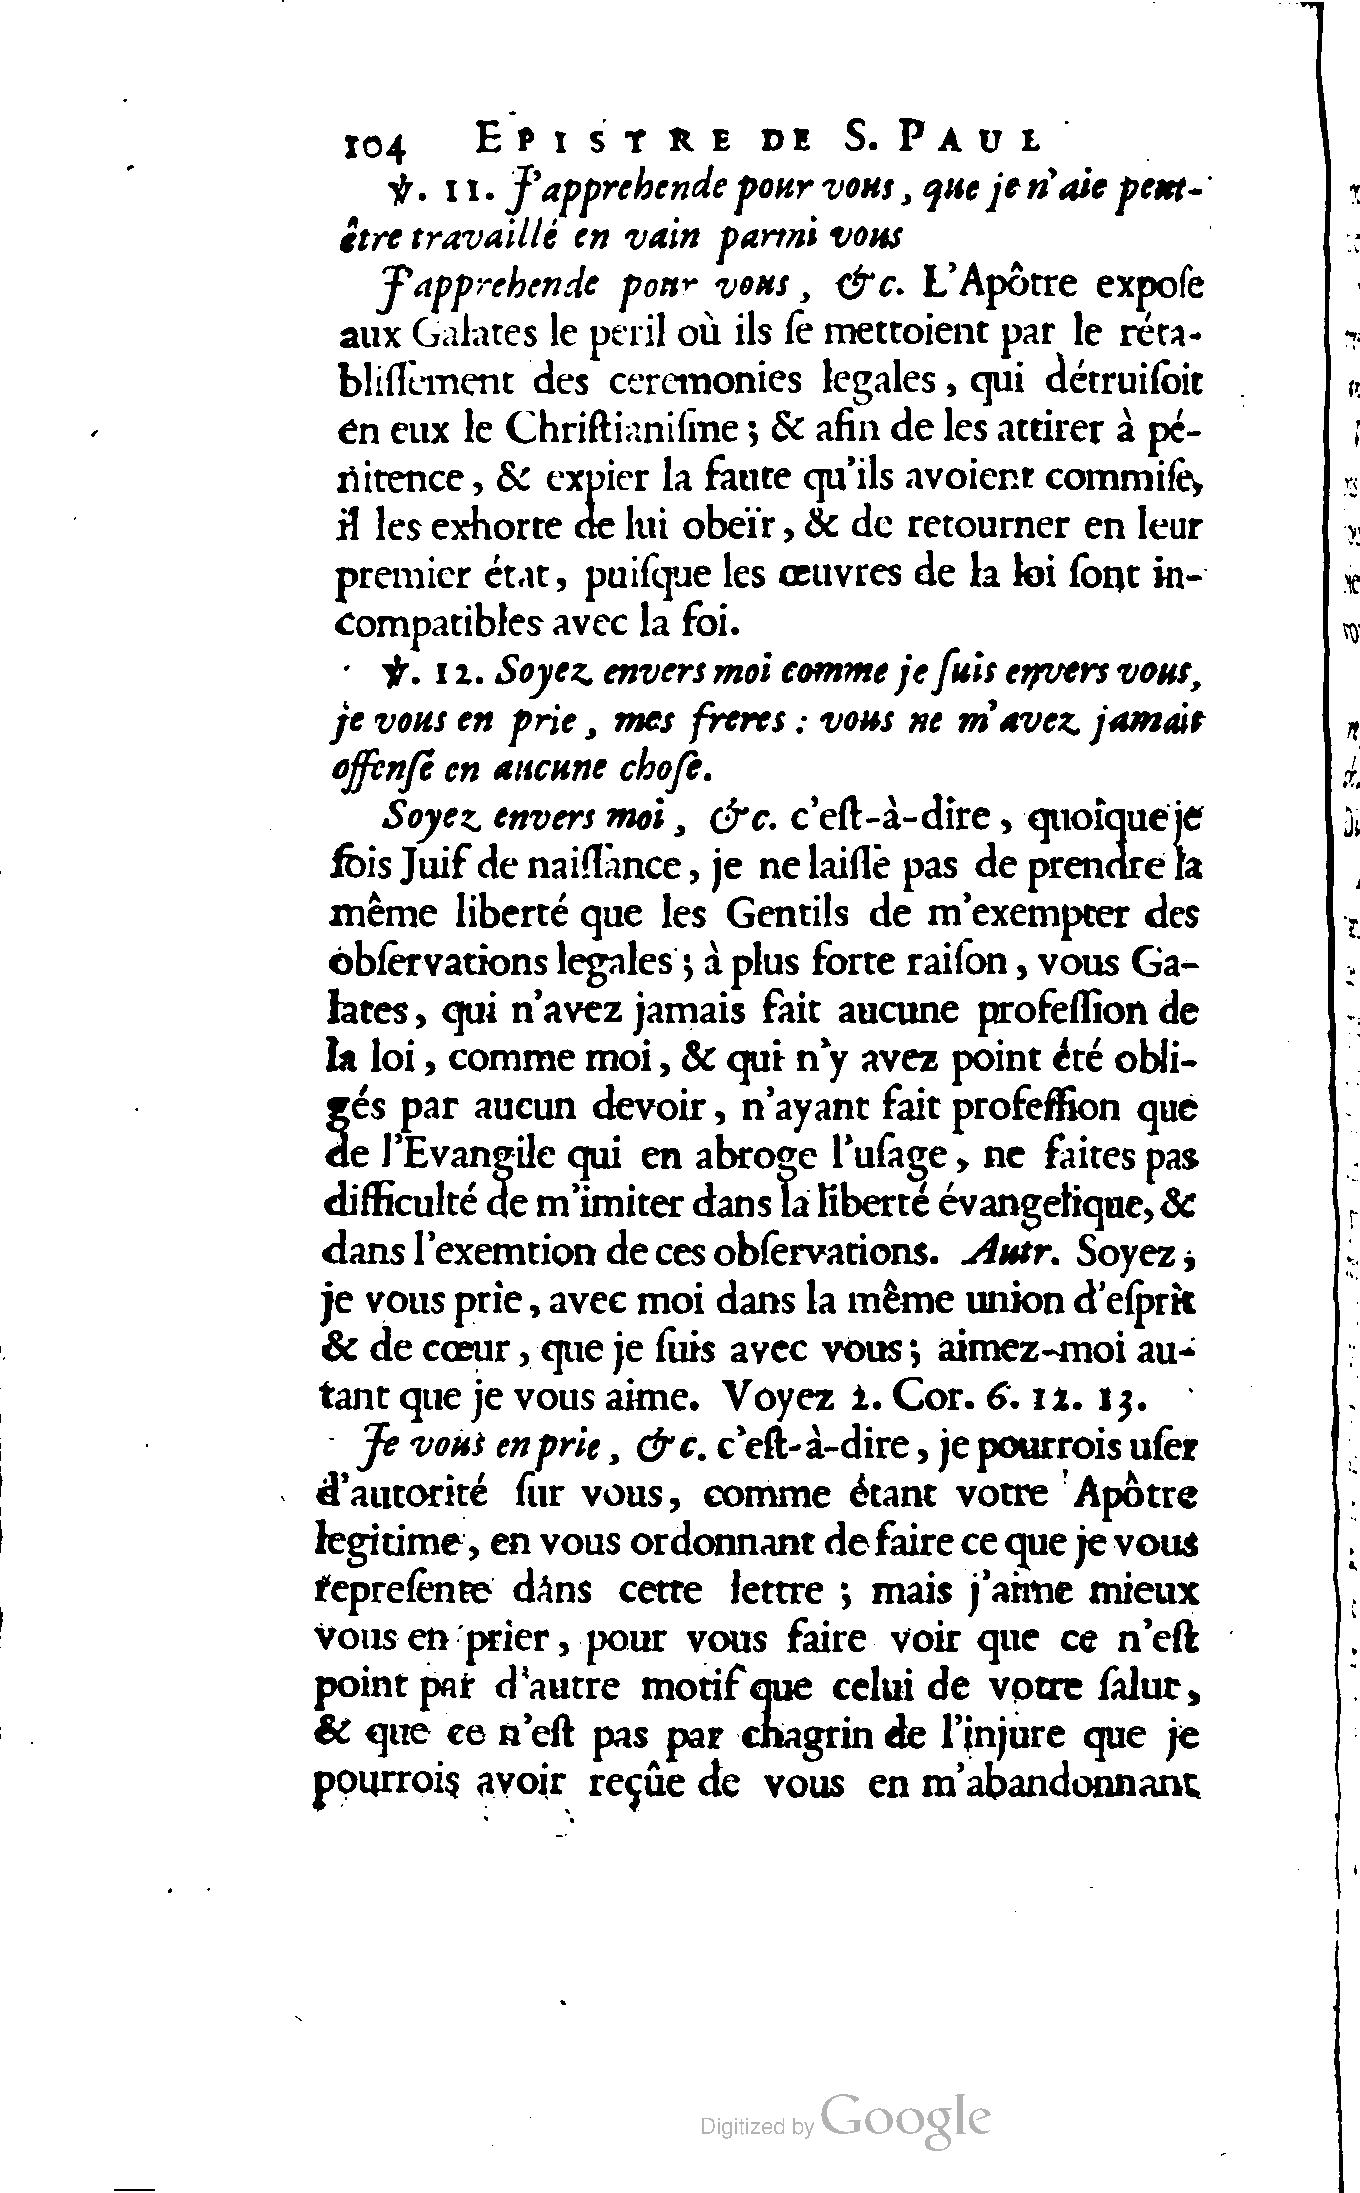 104 EPISTRE DE S. PAUL
℣. 11. J'apprehende pour vous, que je n'aie peut-
être travaillé en vain parmi vous
J'apprehende pour vous, &c. L'Apôtre expoſe
aux Galates le peril où ils ſe mettoient par le réta-
bliſſement des ceremonies legales, qui détruiſoit
en eux le Chriſtianiſme; & afin de les attirer à pé-
nitence, & expier la faute qu'ils avoient commiſe,
il les exhorte de lui obeïr, & de retourner en leur
premier état, puiſque les œuvres de la loi ſont in-
compatibles avec la foi.
℣. 12. Soyez envers moi comme je ſuis envers vous,
je vous en prie, mes freres: vous ne m'avez jamais
offenſé en aucune choſe.
Soyez envers moi, &c. c'eſt-à-dire, quoique je
ſois Juif de naiſſance, je ne laiſſe pas de prendre la
même liberté que les Gentils de m'exempter des
obſervations legales; à plus forte raiſon, vous Ga-
lates, qui n'avez jamais fait aucune profeſſion de
la loi, comme moi, & qui n'y avez point été obli-
gés par aucun devoir, n'ayant fait profeſſion que
de l'Evangile qui en abroge l'uſage, ne faites pas
difficulté de m'imiter dans la liberté évangelique, &
dans l'exemtion de ces obſervations. Autr. Soyez,
je vous prie, avec moi dans la même union d'eſprit
& de cœur, que je ſuis avec vous; aimez-moi au-
tant que je vous aime. Voyez 2. Cor. 6. 12. 13.
Je vous en prie, &c. c'eſt-à-dire, je pourrois uſer
d'autorité ſur vous, comme étant votre Apôtre
legitime, en vous ordonnant de faire ce que je vous
repreſente dans cette lettre; mais j'aime mieux
vous en prier, pour vous faire voir que ce n'eſt
point par d'autre motif que celui de votre ſalut,
& que ce n'eſt pas par chagrin de l'injure que je
pourrois avoir reçûe de vous en m'abandonnant
Digitized by Google